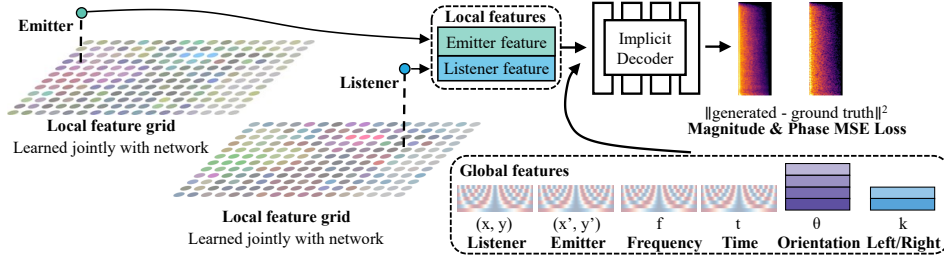 Emitter
Local feature grid
Learned jointly with network
Listener
Local feature grid
Learned jointly with network
Local features
Emitter feature
Listener feature
Implicit
Decoder
||generated - ground truth||²
Magnitude & Phase MSE Loss
Global features
(x, y) (x', y') f t θ k
Listener Emitter Frequency Time Orientation Left/Right